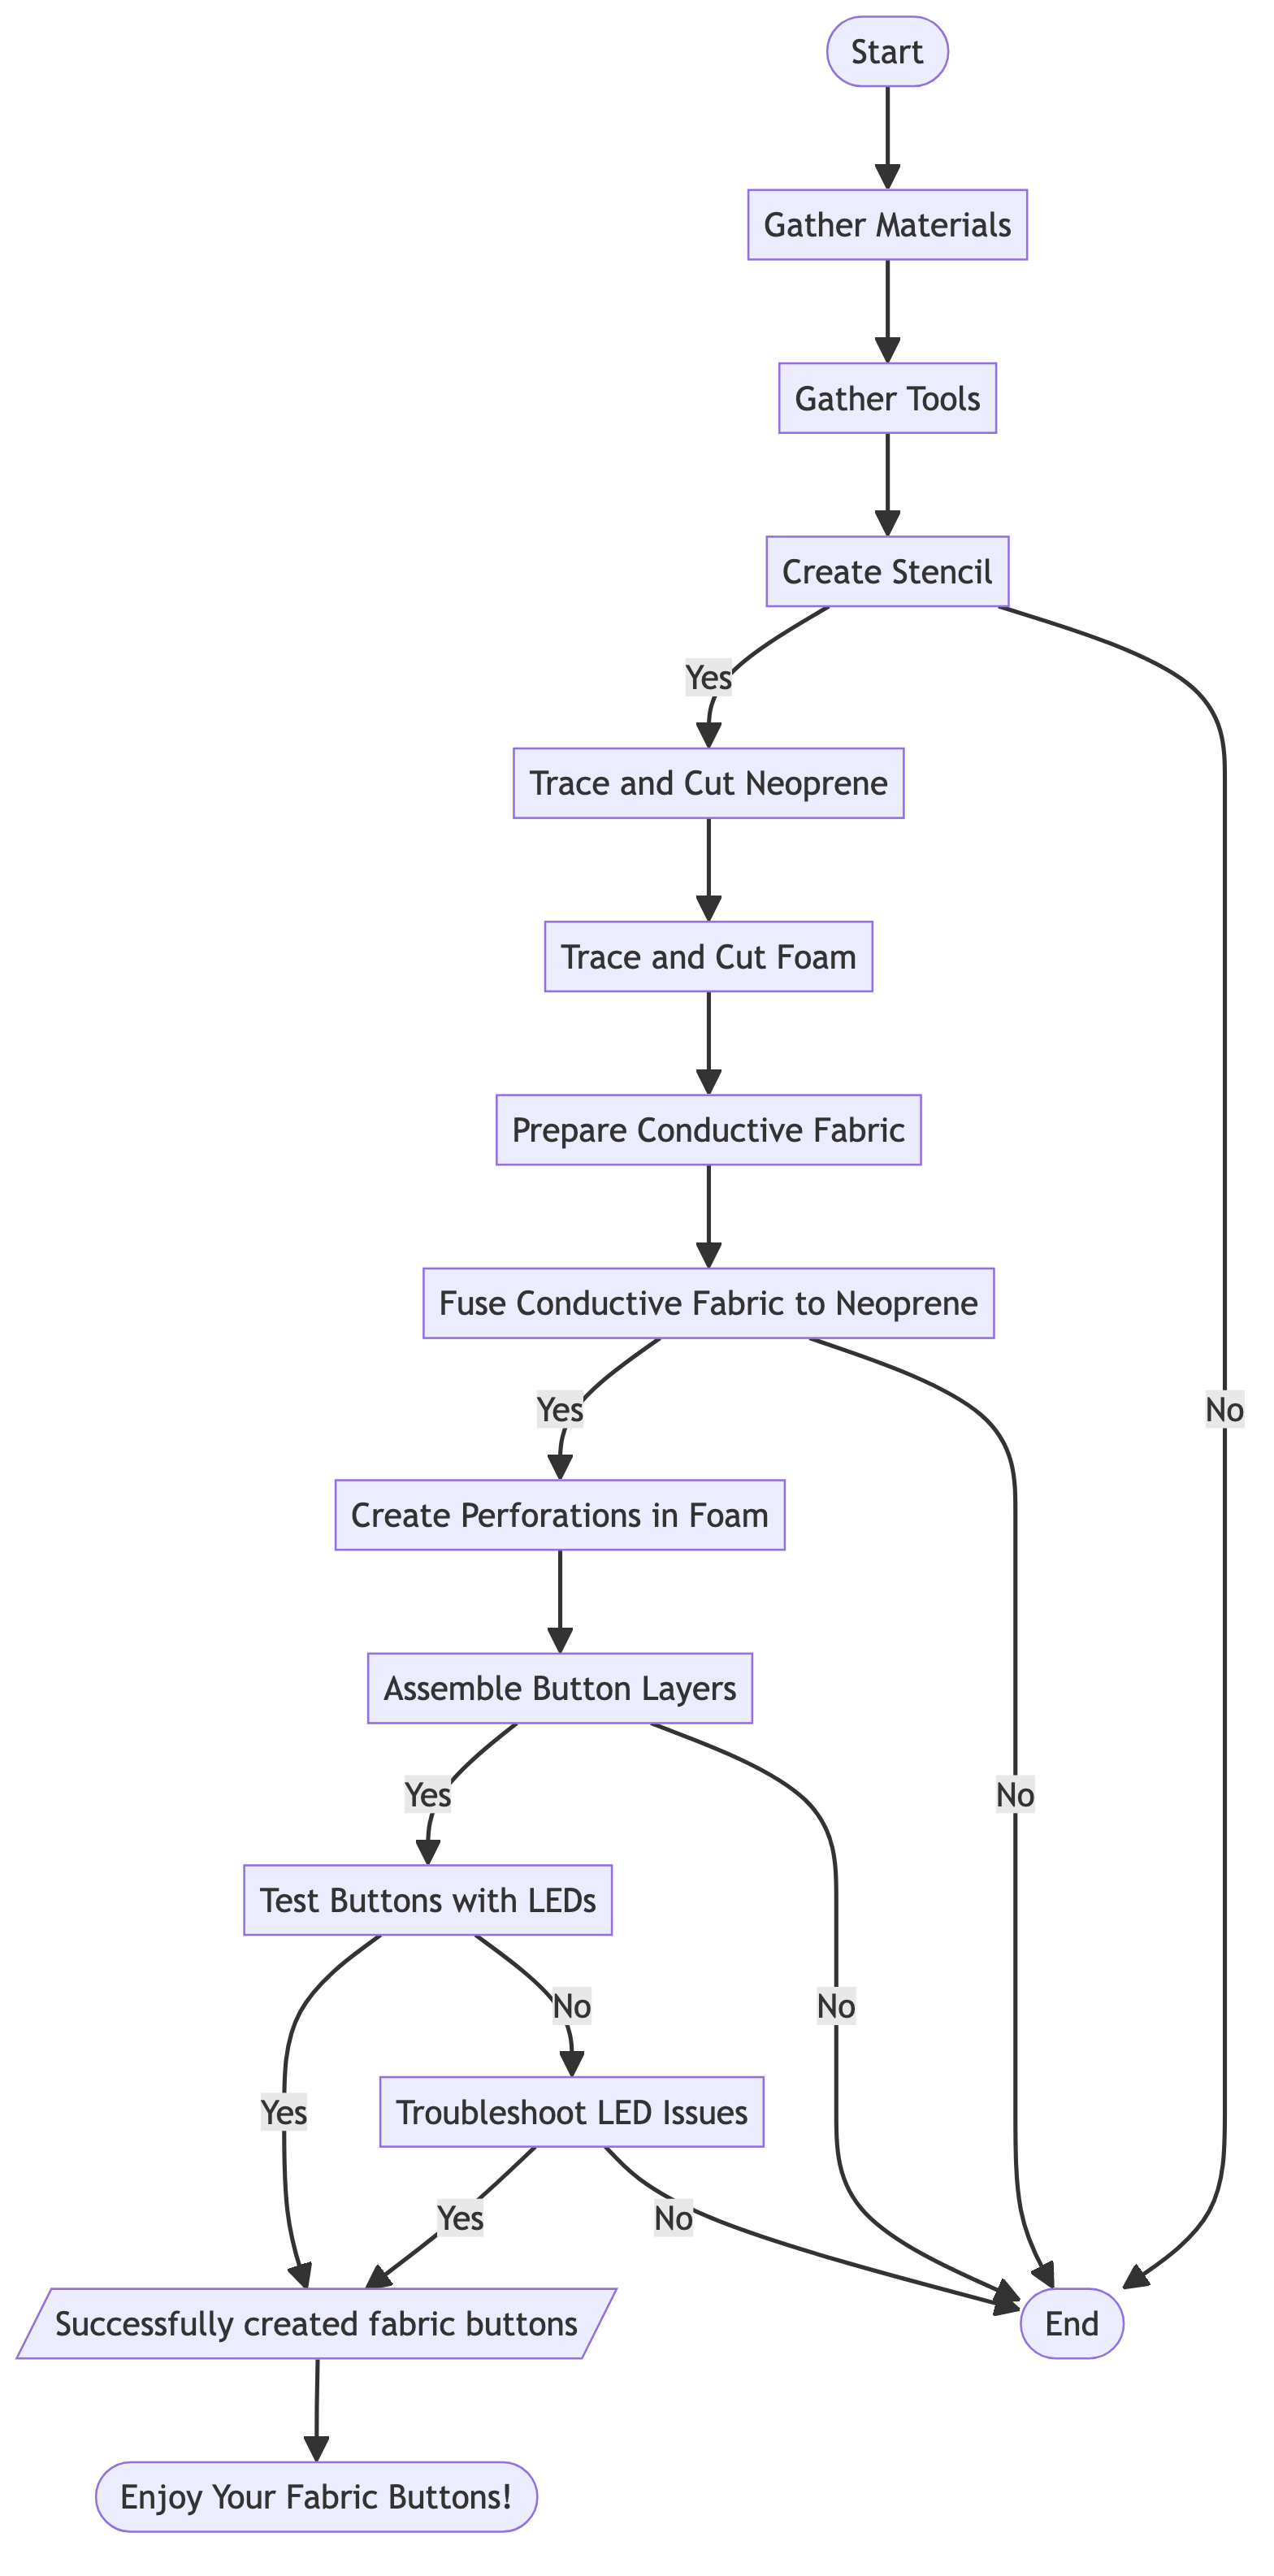 Start
Gather Materials
Gather Tools
Create Stencil
Yes
Trace and Cut Neoprene
Trace and Cut Foam
Prepare Conductive Fabric
Fuse Conductive Fabric to Neoprene
Yes
No
Create Perforations in Foam
Assemble Button Layers
Yes
No
Test Buttons with LEDs
No
No
Yes
Troubleshoot LED Issues
Yes
No
Successfully created fabric buttons
End
Enjoy Your Fabric Buttons!